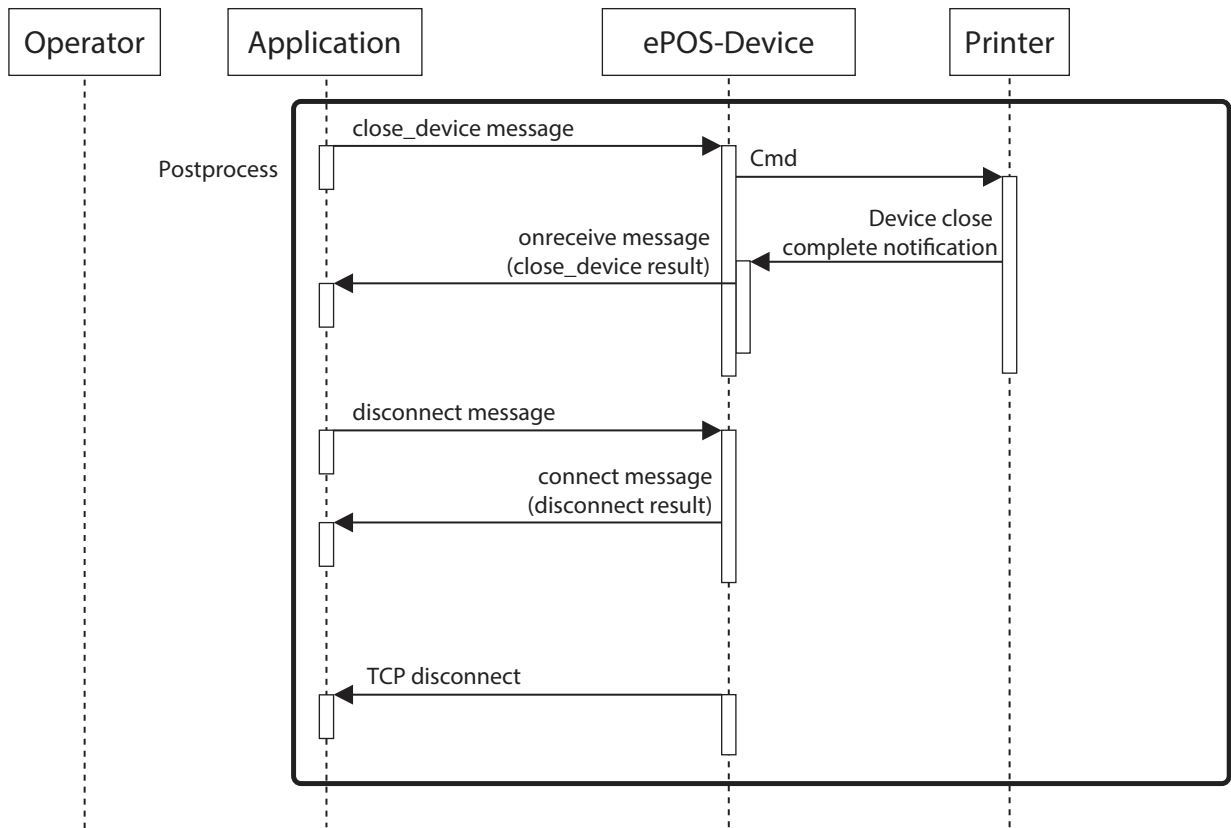 Operator
Application
ePOS-Device
Printer
close_device message
Postprocess
Cmd
Device close
complete notification
onreceive message
(close_device result)
disconnect message
connect message
(disconnect result)
TCP disconnect